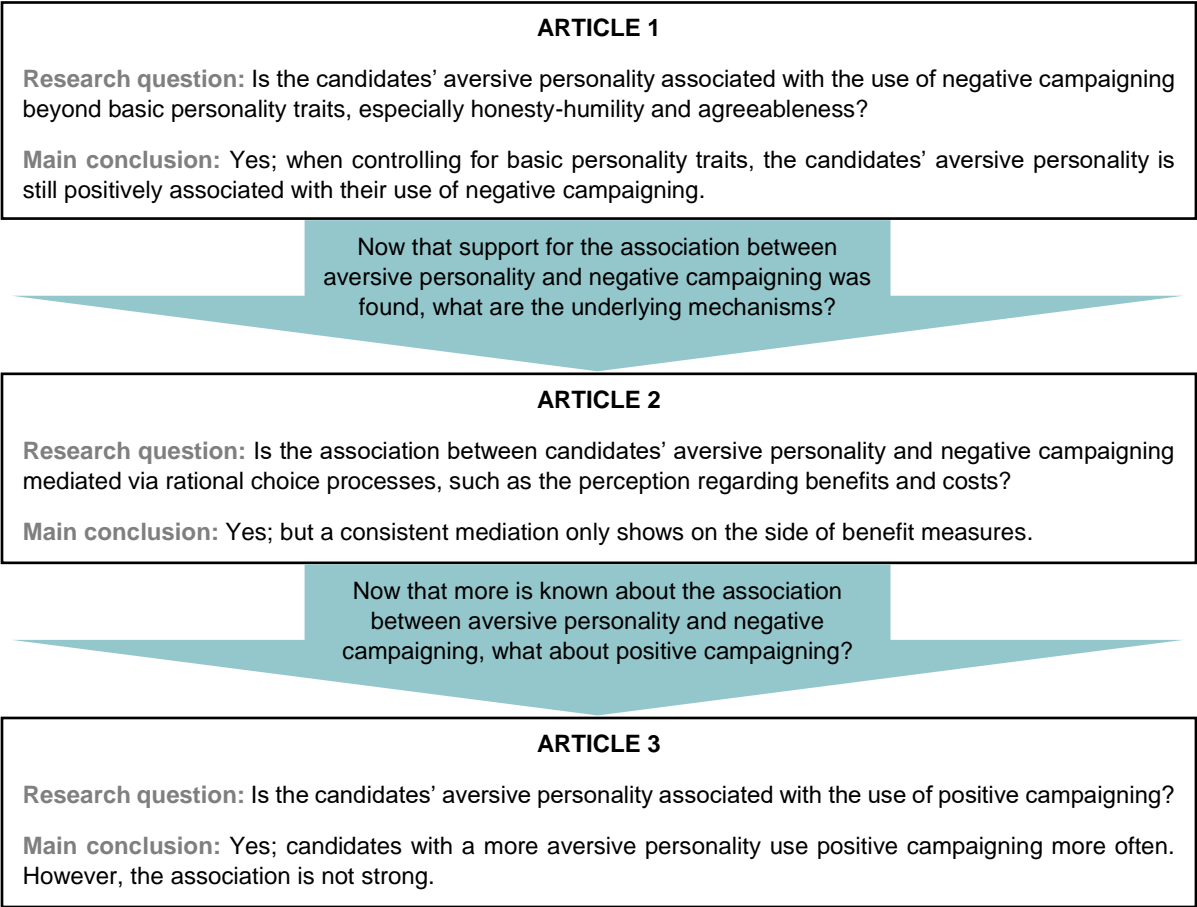 ARTICLE 1
Research question: Is the candidates’ aversive personality associated with the use of negative campaigning
beyond basic personality traits, especially honesty-humility and agreeableness?
Main conclusion: Yes; when controlling for basic personality traits, the candidates’ aversive personality is
still positively associated with their use of negative campaigning.
Now that support for the association between
aversive personality and negative campaigning was
found, what are the underlying mechanisms?
ARTICLE 2
Research question: Is the association between candidates’ aversive personality and negative campaigning
mediated via rational choice processes, such as the perception regarding benefits and costs?
Main conclusion: Yes; but a consistent mediation only shows on the side of benefit measures.
Now that more is known about the association
between aversive personality and negative
campaigning, what about positive campaigning?
ARTICLE 3
Research question: Is the candidates’ aversive personality associated with the use of positive campaigning?
Main conclusion: Yes; candidates with a more aversive personality use positive campaigning more often.
However, the association is not strong.